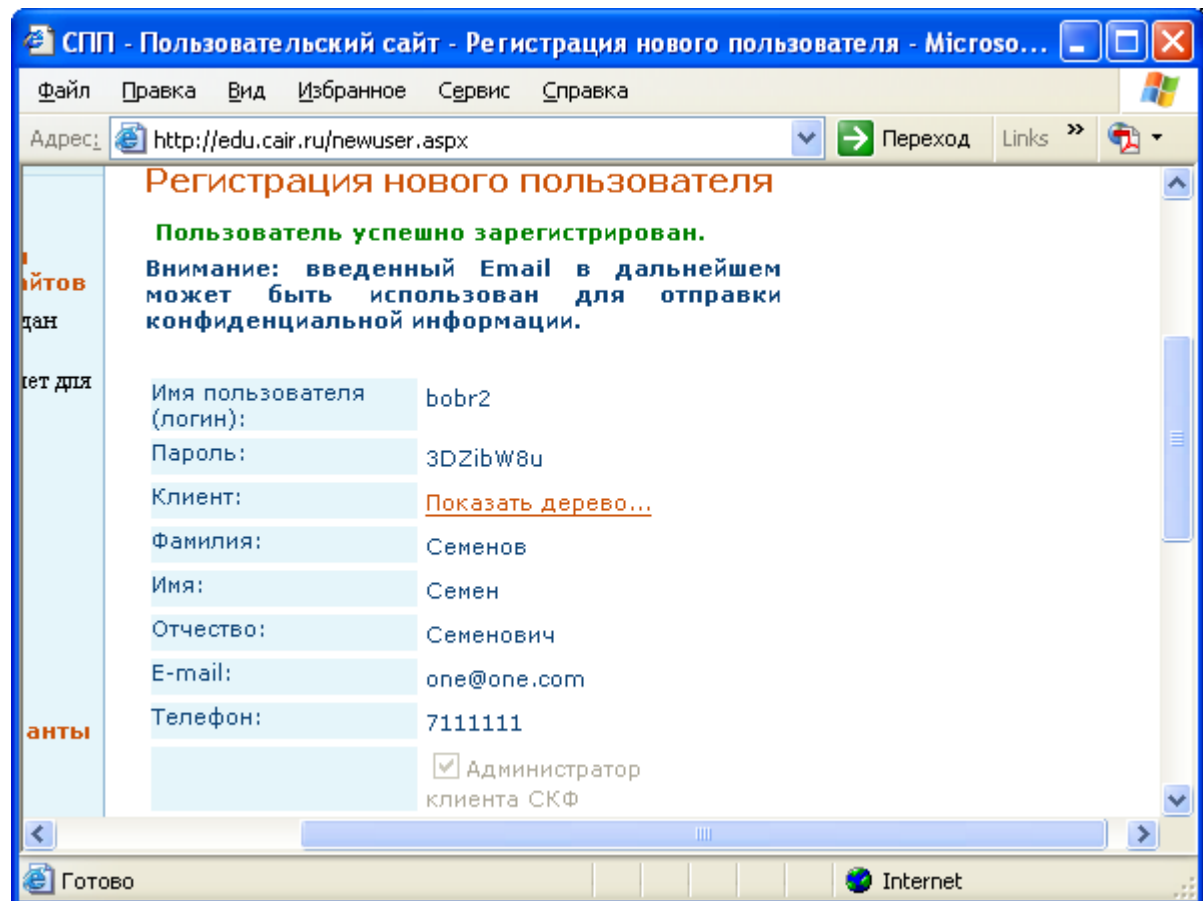 СПП - Пользовательский сайт - Регистрация нового пользователя - Microso...
Файл Правка Вид Избранное Сервис Справка
Адрес: http://edu.cair.ru/newuser.aspx Переход Links »
Регистрация нового пользователя
Пользователь успешно зарегистрирован.
Внимание: введенный Email в дальнейшем
может быть использован для отправки
конфиденциальной информации.
йтов
дан
ет для
анты
Имя пользователя
(логин):
bobr2
Пароль: 3DZibW8u
Клиент: Показать дерево...
Фамилия: Семенов
Имя: Семен
Отчество: Семенович
E-mail: one@one.com
Телефон: 7111111
Администратор
клиента СКФ
Готово Internet